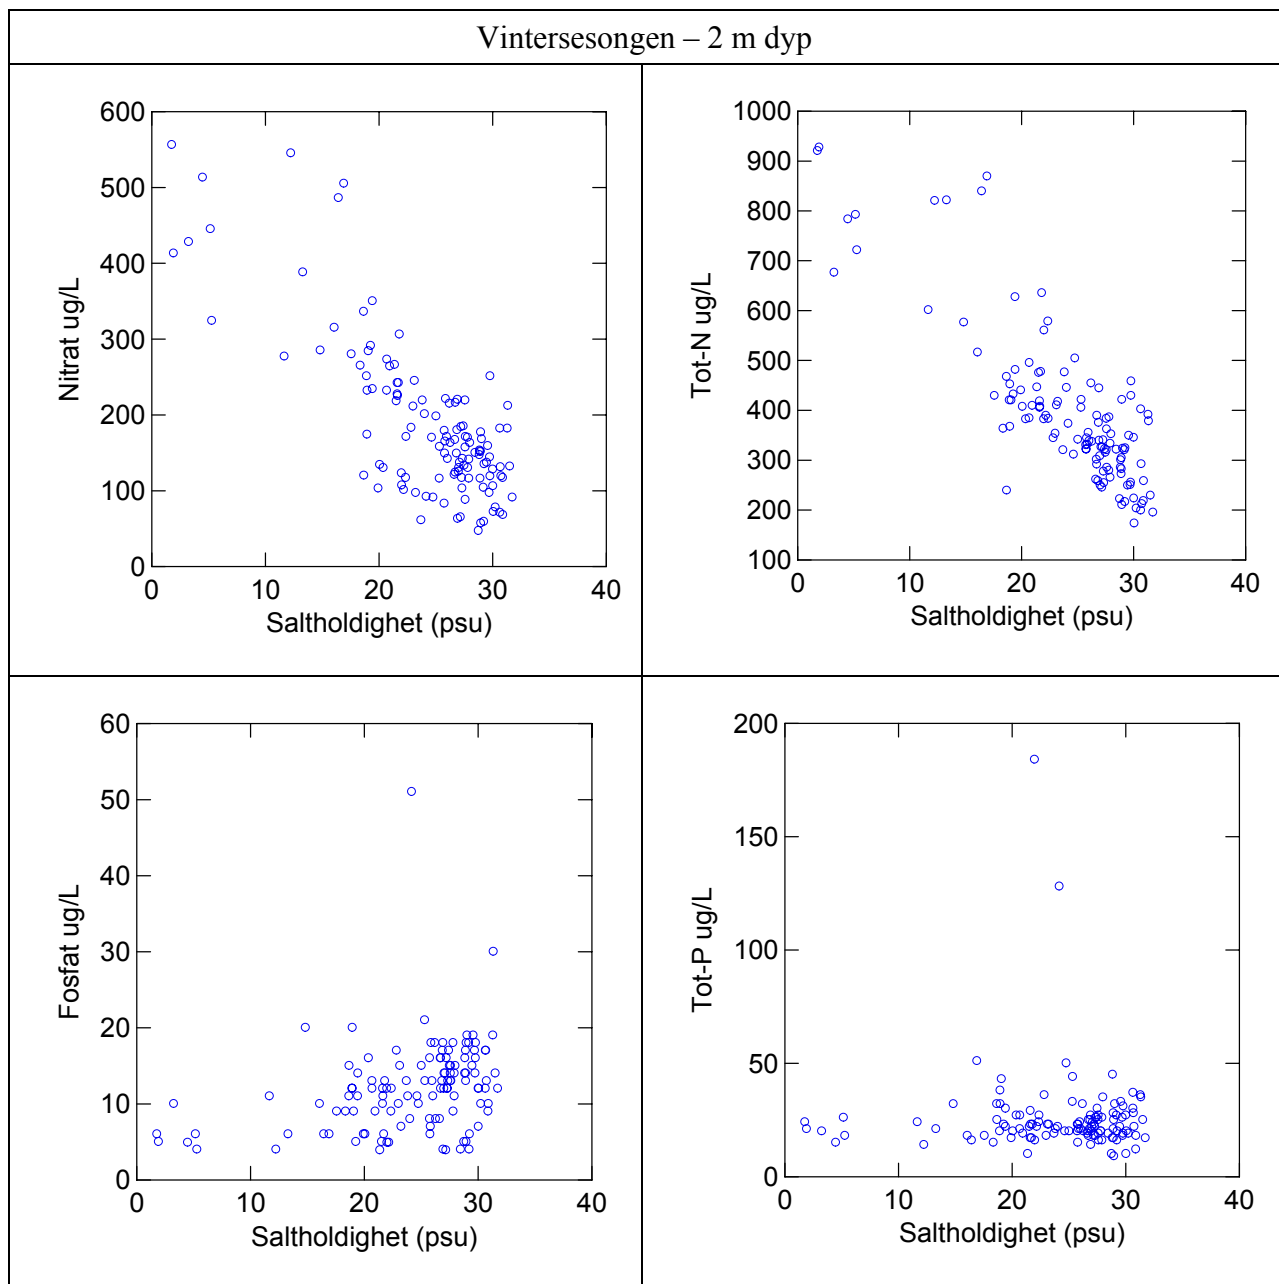 Vintersesongen – 2 m dyp
600
500
400
300
200
100
0
Nitrat ug/L
0 10 20 30 40
Saltholdighet (psu)
1000
900
800
700
600
500
400
300
200
100
Tot-N ug/L
0 10 20 30 40
Saltholdighet (psu)
60
50
40
30
20
10
0
Fosfat ug/L
0 10 20 30 40
Saltholdighet (psu)
200
150
100
50
0
Tot-P ug/L
0 10 20 30 40
Saltholdighet (psu)